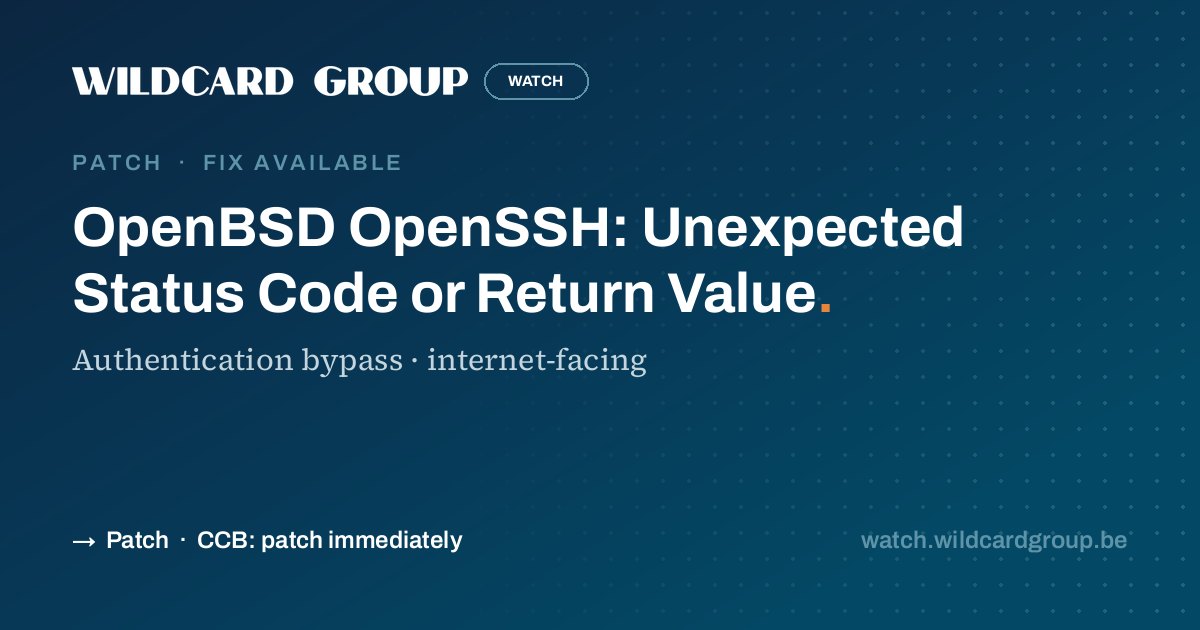 WILDCARD GROUP WATCH
PATCH · FIX AVAILABLE
OpenBSD OpenSSH: Unexpected
Status Code or Return Value.
Authentication bypass · internet-facing
→ Patch · CCB: patch immediately
watch.wildcardgroup.be